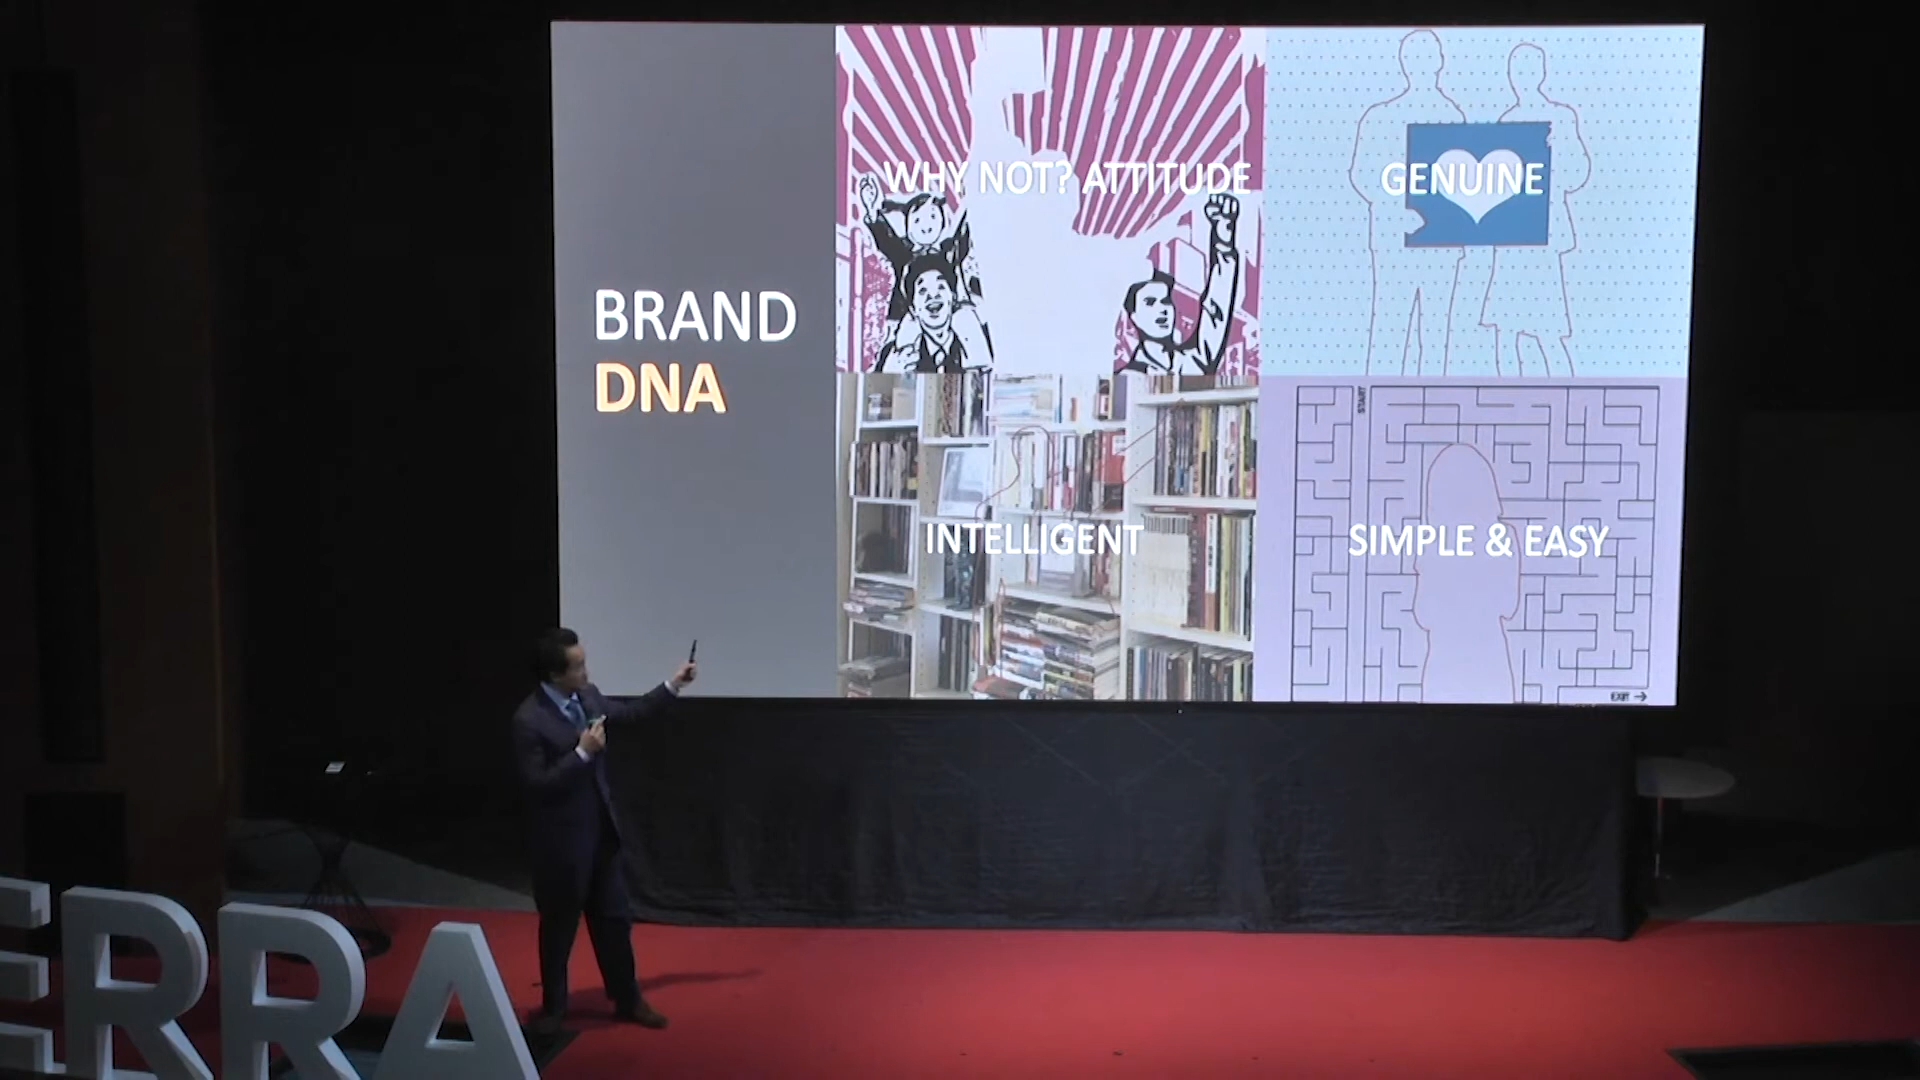 BRAND
DNA
WHY NOT? ATTITUDE
GENUINE
INTELLIGENT
SIMPLE & EASY
START
EXIT →
ERRA